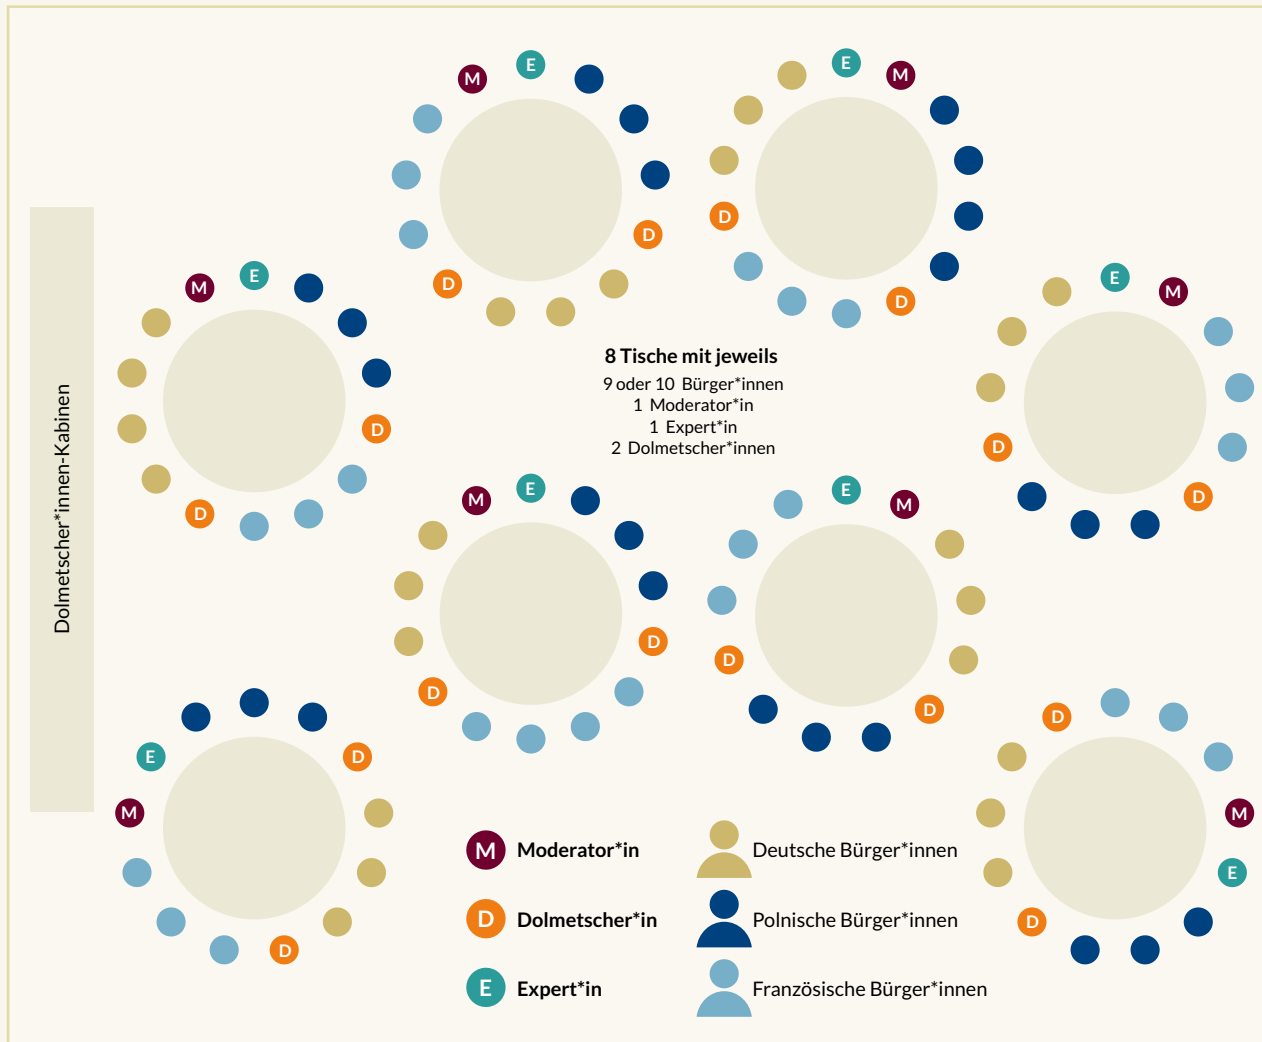 E
M
E
M
D
D
D
D
E
M
D
D
8 Tische mit jeweils
9 oder 10 Bürger*innen
1 Moderator*in
1 Expert*in
2 Dolmetscher*innen
E
M
D
D
Dolmetscher*innen-Kabinen
M
E
D
D
E
M
D
D
E
D
M
D
D
M
E
D
M Moderator*in
D Dolmetscher*in
E Expert*in
Deutsche Bürger*innen
Polnische Bürger*innen
Französische Bürger*innen